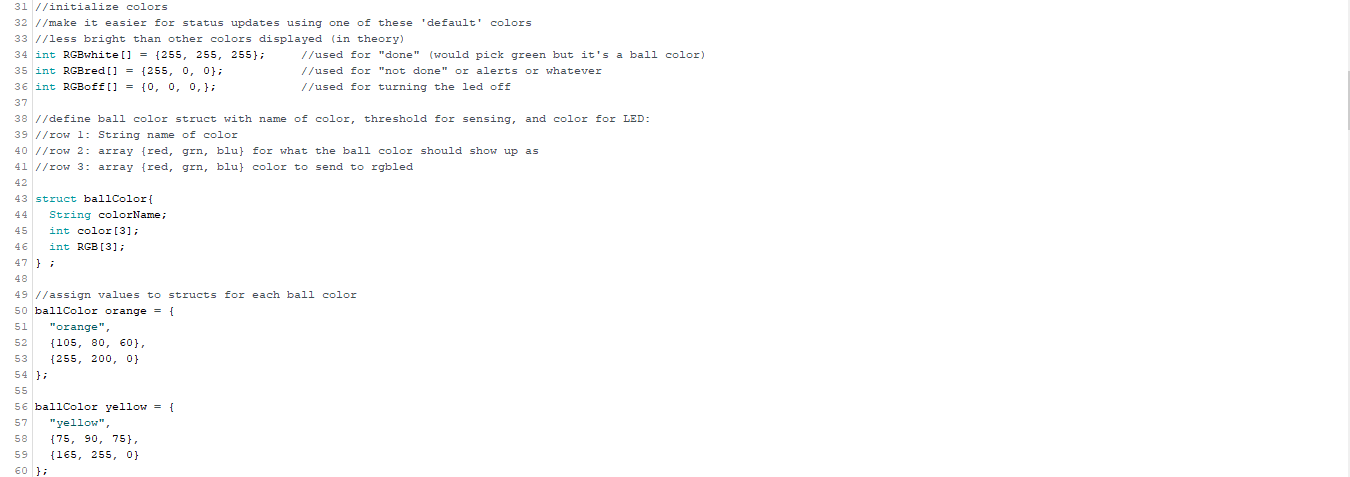 31 //initialize colors
32 //make it easier for status updates using one of these 'default' colors
33 //less bright than other colors displayed (in theory)
34 int RGBwhite[] = {255, 255, 255};     //used for "done" (would pick green but it's a ball color)
35 int RGBred[] = {255, 0, 0};           //used for "not done" or alerts or whatever
36 int RGBoff[] = {0, 0, 0,};            //used for turning the led off
37
38 //define ball color struct with name of color, threshold for sensing, and color for LED:
39 //row 1: String name of color
40 //row 2: array {red, grn, blu} for what the ball color should show up as
41 //row 3: array {red, grn, blu} color to send to rgbled
42
43 struct ballColor{
44   String colorName;
45   int color[3];
46   int RGB[3];
47 } ;
48
49 //assign values to structs for each ball color
50 ballColor orange = {
51   "orange",
52   {105, 80, 60},
53   {255, 200, 0}
54 };
55
56 ballColor yellow = {
57   "yellow",
58   {75, 90, 75},
59   {165, 255, 0}
60 };